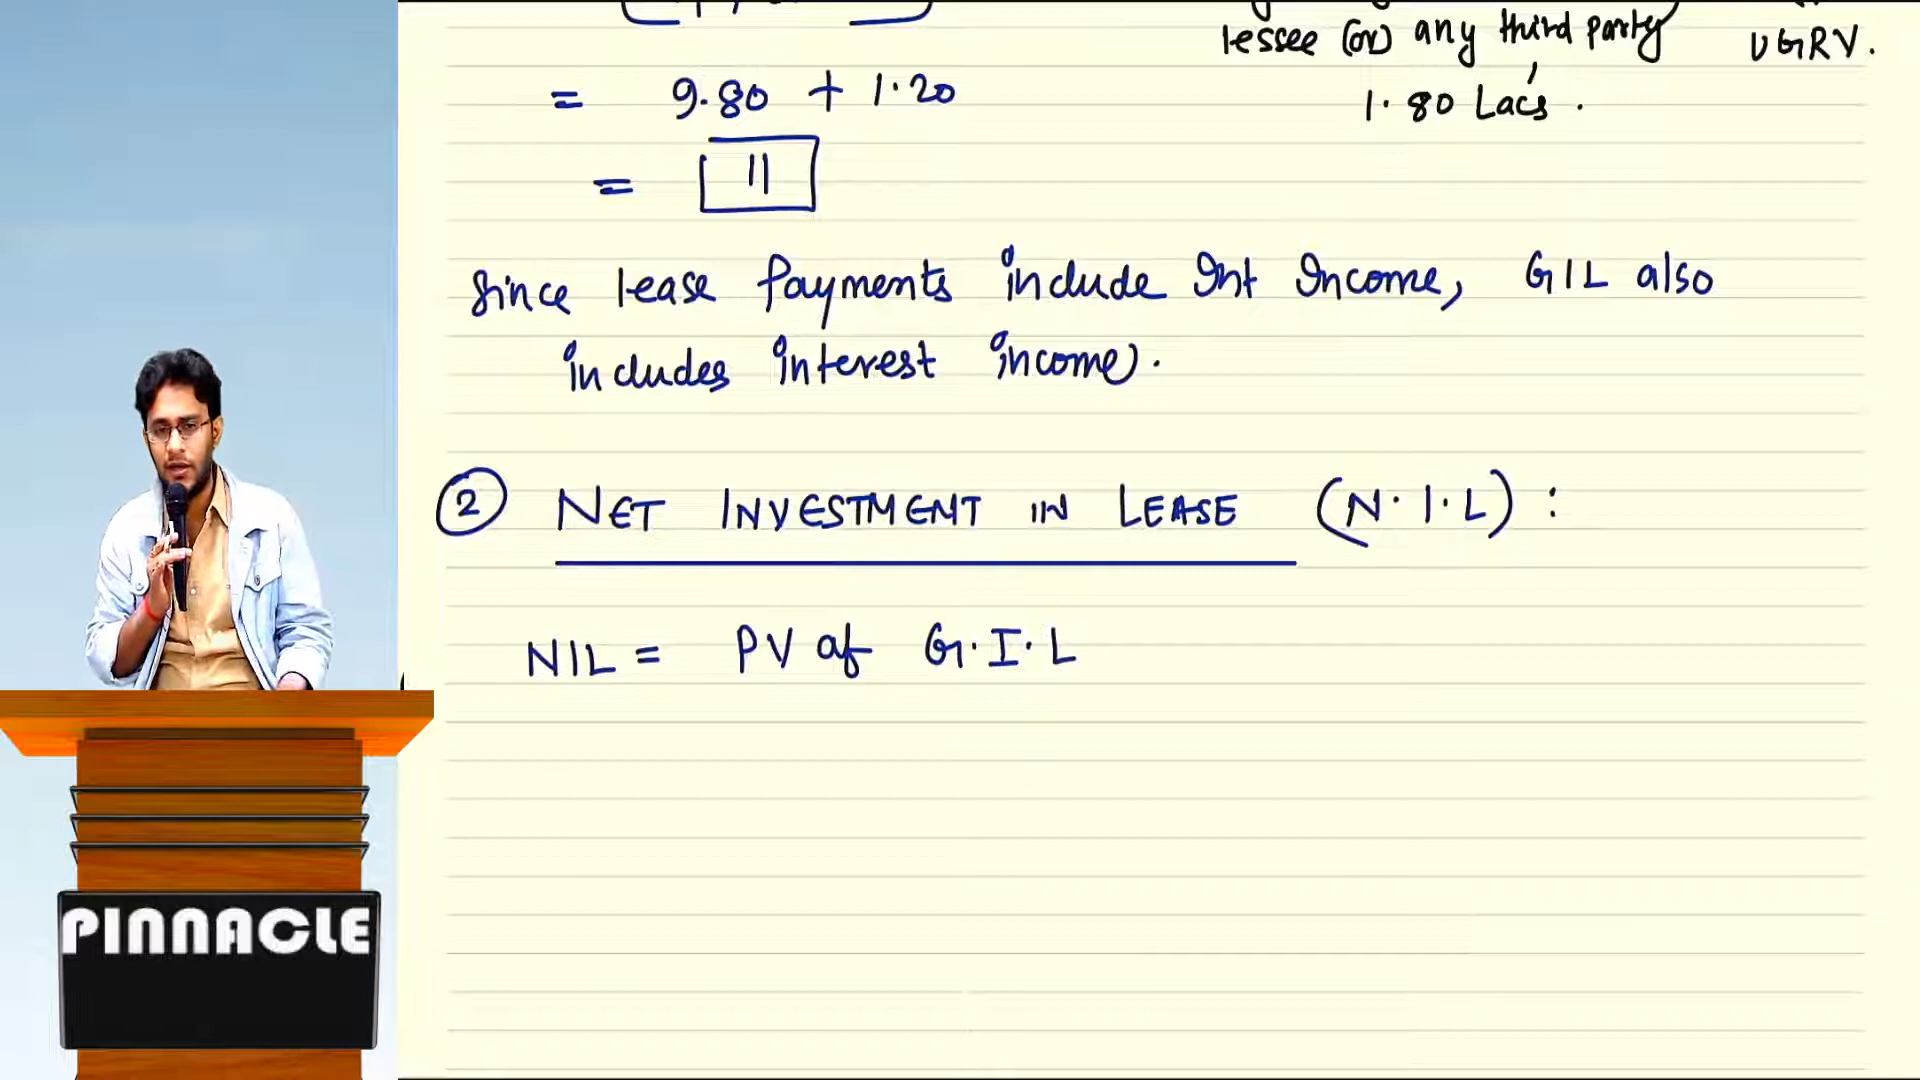 lessee (or) any third party
UGRV.
1.80 Lacs.
= 9.80 + 1.20
= 11
Since lease Payments include Int Income, GIL also
includes interest income.
2 NET INVESTMENT IN LEASE (N.I.L) :
NIL = PV of G.I.L
PINNACLE